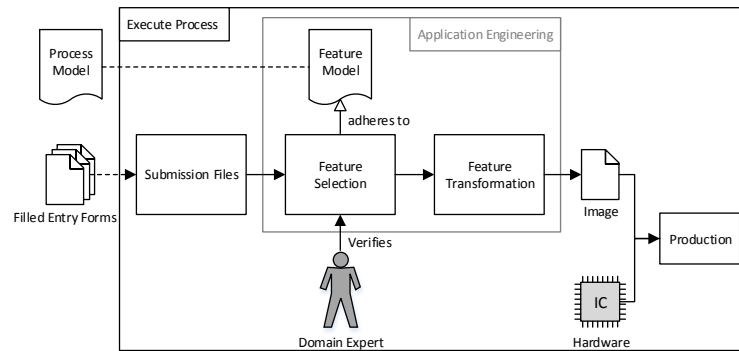 Execute Process
Application Engineering
Process
Model
Feature
Model
adheres to
Submission Files
Feature
Selection
Feature
Transformation
Filled Entry Forms
Image
Verifies
Production
IC
Domain Expert
Hardware